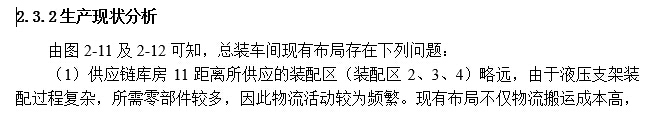 2.3.2生产现状分析
由图 2-11 及 2-12 可知，总装车间现有布局存在下列问题：
（1）供应链库房 11 距离所供应的装配区（装配区 2、3、4）略远，由于液压支架装
配过程复杂，所需零部件较多，因此物流活动较为频繁。现有布局不仅物流搬运成本高，